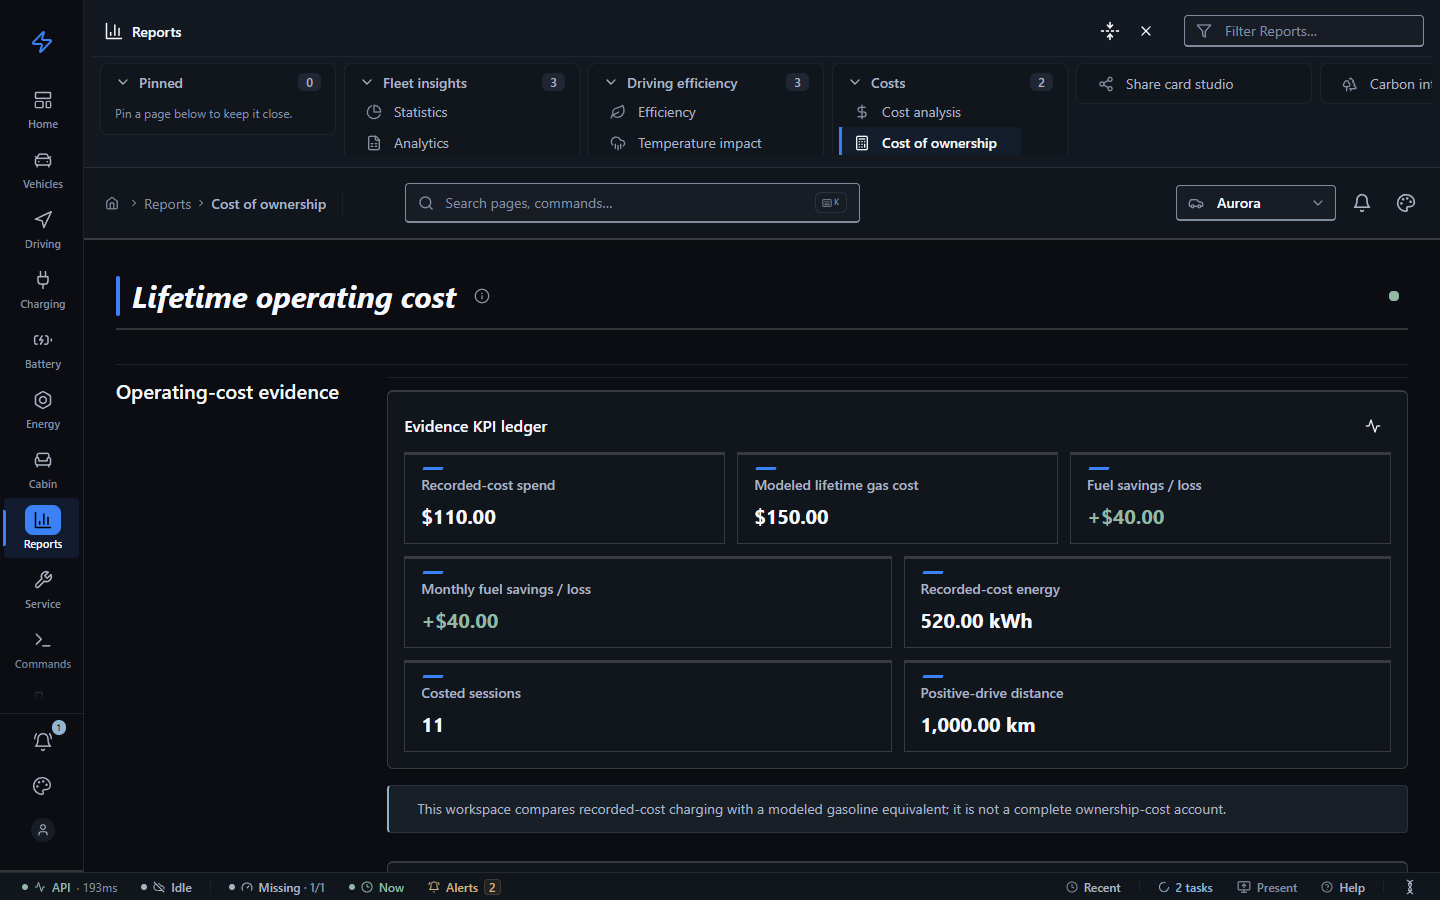 Home
Vehicles
Driving
Charging
Battery
Energy
Cabin
Reports
Service
Commands
1
Reports
Filter Reports...
Pinned
0
Pin a page below to keep it close.
Fleet insights
3
Statistics
Analytics
Driving efficiency
3
Efficiency
Temperature impact
Costs
2
Cost analysis
Cost of ownership
Share card studio
Reports
Cost of ownership
Search pages, commands...
K
Aurora
Lifetime operating cost
Operating-cost evidence
Evidence KPI ledger
Recorded-cost spend
$110.00
Modeled lifetime gas cost
$150.00
Fuel savings / loss
+$40.00
Monthly fuel savings / loss
+$40.00
Recorded-cost energy
520.00 kWh
Costed sessions
11
Positive-drive distance
1,000.00 km
This workspace compares recorded-cost charging with a modeled gasoline equivalent; it is not a complete ownership-cost account.
API · 193ms
Idle
Missing · 1/1
Now
Alerts 2
Recent
2 tasks
Present
Help